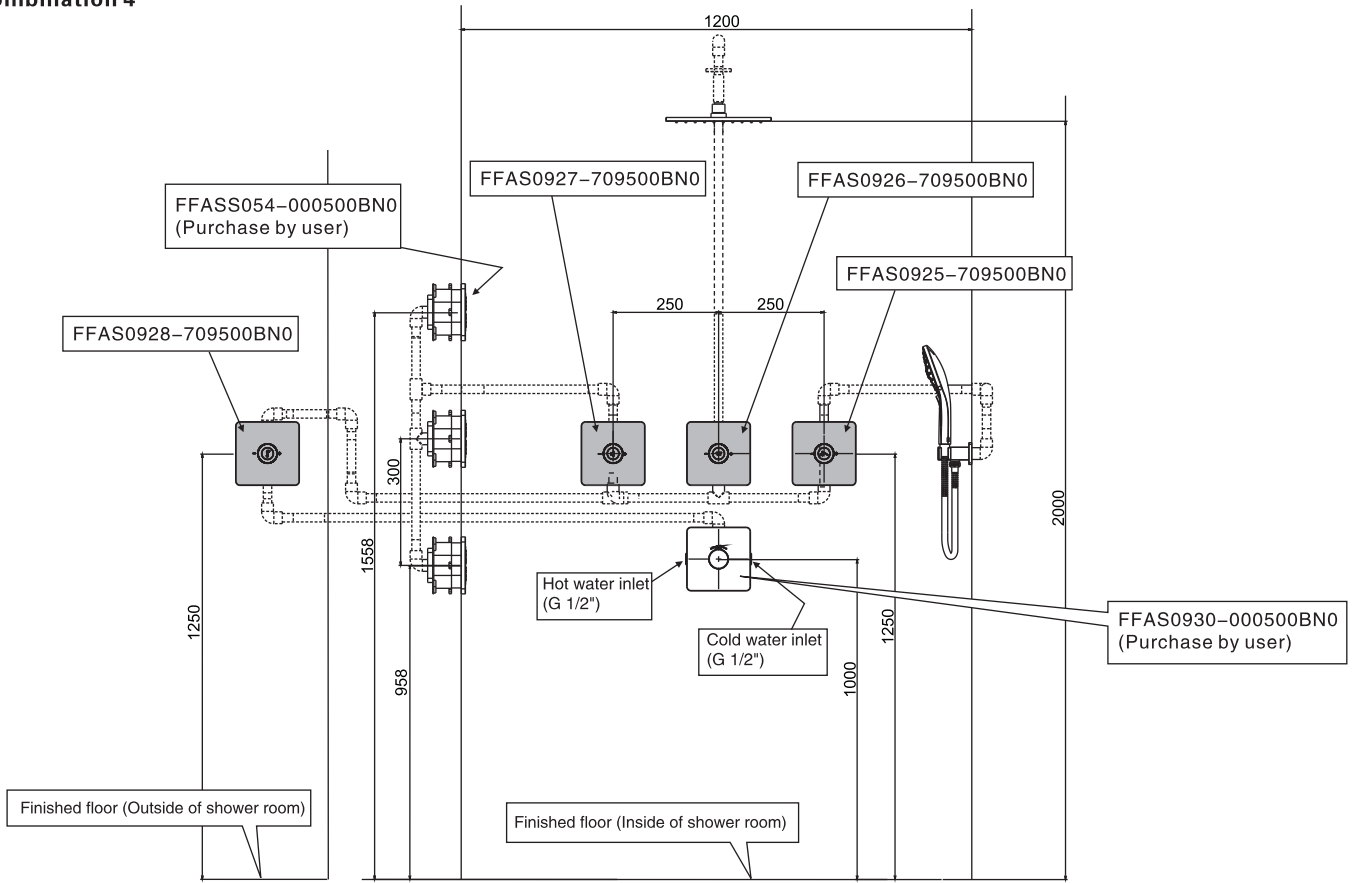 1200
FFAS0927-709500BN0
FFAS0926-709500BN0
FFASS054-000500BN0
(Purchase by user)
FFAS0925-709500BN0
250
250
FFAS0928-709500BN0
300
2000
1558
Hot water inlet
(G 1/2")
1250
1250
FFAS0930-000500BN0
(Purchase by user)
Cold water inlet
(G 1/2")
958
1000
Finished floor (Outside of shower room)
Finished floor (Inside of shower room)